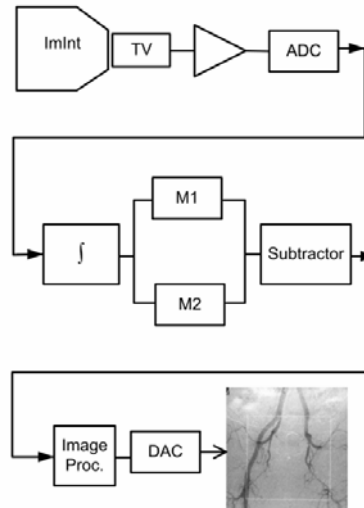 ImInt
TV
ADC
∫
M1
M2
Subtractor
Image
Proc.
DAC